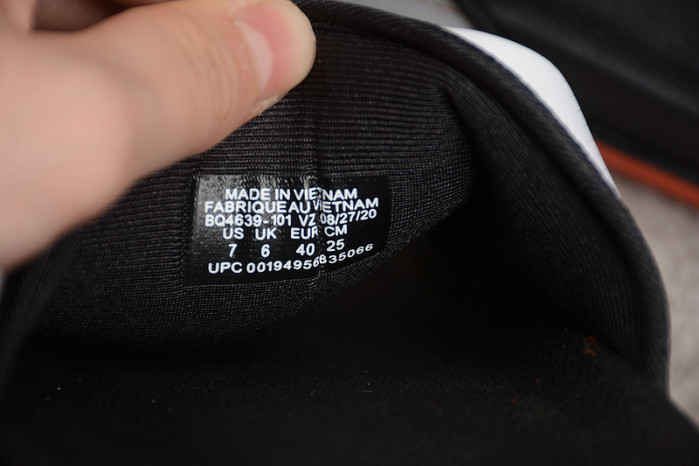 MADE IN VIETNAM
FABRIQUE AU VIETNAM
BQ4639-101 VZ 08/27/20
US UK EUR CM
7 6 40 25
UPC 00194956835066